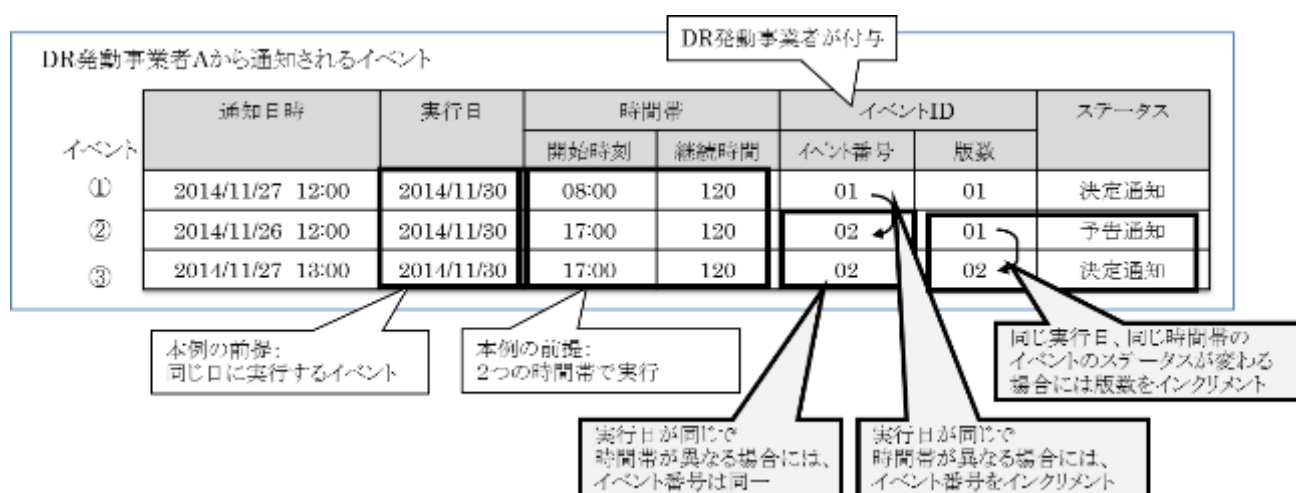 DR発動事業者が付与
DR発動事業者Aから通知されるイベント
通知日時 実行日 時間帯 イベントID ステータス
イベント
開始時刻 継続時間 イベント番号 版数
① 2014/11/27 12:00 2014/11/30 08:00 120 01 01 決定通知
② 2014/11/26 12:00 2014/11/30 17:00 120 02 01 予告通知
③ 2014/11/27 13:00 2014/11/30 17:00 120 02 02 決定通知
本例の前提:
同じ日に実行するイベント
本例の前提:
2つの時間帯で実行
同じ実行日、同じ時間帯の
イベントのステータスが変わる
場合には版数をインクリメント
実行日が同じで
時間帯が異なる場合には、
イベント番号は同一
実行日が同じで
時間帯が異なる場合には、
イベント番号をインクリメント